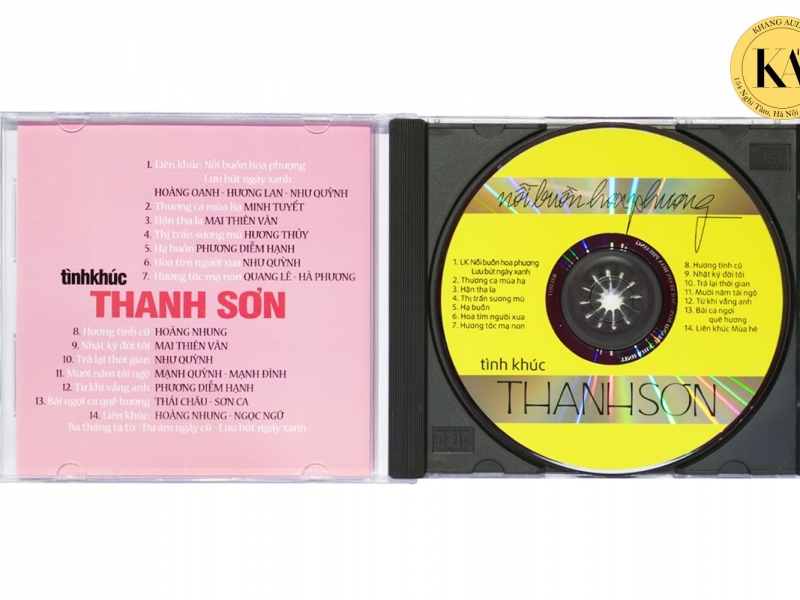 KHANG AUD
KA
154 Nghi Tàm, Hà Nội
1. Liên khúc: Nỗi buồn hoa phượng
Lưu bút ngày xanh
HOÀNG OANH - HƯƠNG LAN - NHƯ QUỲNH
2. Thương ca mùa hạ MINH TUYẾT
3. Hận tha la MAI THIÊN VÂN
4. Thị trấn sương mù HƯƠNG THỦY
5. Hạ buồn PHƯƠNG DIỄM HẠNH
6. Hoa tím người xưa NHƯ QUỲNH
7. Hương tóc mạ non QUANG LÊ - HÀ PHƯƠNG
tìnhkhúc
THANH SƠN
8. Hương tình cũ HOÀNG NHUNG
9. Nhật ký đời tôi MAI THIÊN VÂN
10. Trả lại thời gian NHƯ QUỲNH
11. Mười năm tái ngộ MẠNH QUỲNH - MẠNH ĐÌNH
12. Từ khi vắng anh PHƯƠNG DIỄM HẠNH
13. Bài ngợi ca quê hương THÁI CHÂU - SƠN CA
14. Liên khúc: HOÀNG NHUNG - NGỌC NGỮ
Ba tháng tạ từ - Dư âm ngày cũ - Lưu bút ngày xanh
nỗi buồn hoa phượng
1. LK Nỗi buồn hoa phượng
Lưu bút ngày xanh
2. Thương ca mùa hạ
3. Hận tha la
4. Thị trấn sương mù
5. Hạ buồn
6. Hoa tím người xưa
7. Hương tóc mạ non
8. Hương tình cũ
9. Nhật ký đời tôi
10. Trả lại thời gian
11. Mười năm tái ngộ
12. Từ khi vắng anh
13. Bài ca ngợi
quê hương
14. Liên khúc Mùa hè
tình khúc
THANH SƠN